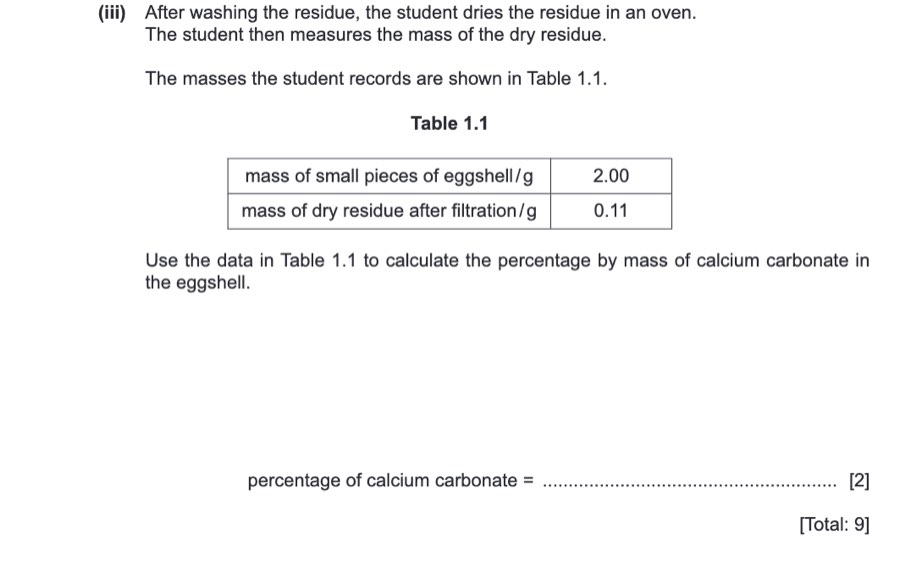 (iii) After washing the residue, the student dries the residue in an oven.
The student then measures the mass of the dry residue.
The masses the student records are shown in Table 1.1.
Table 1.1
mass of small pieces of eggshell/g 2.00
mass of dry residue after filtration/g 0.11
Use the data in Table 1.1 to calculate the percentage by mass of calcium carbonate in
the eggshell.
percentage of calcium carbonate = ......................................................... [2]
[Total: 9]